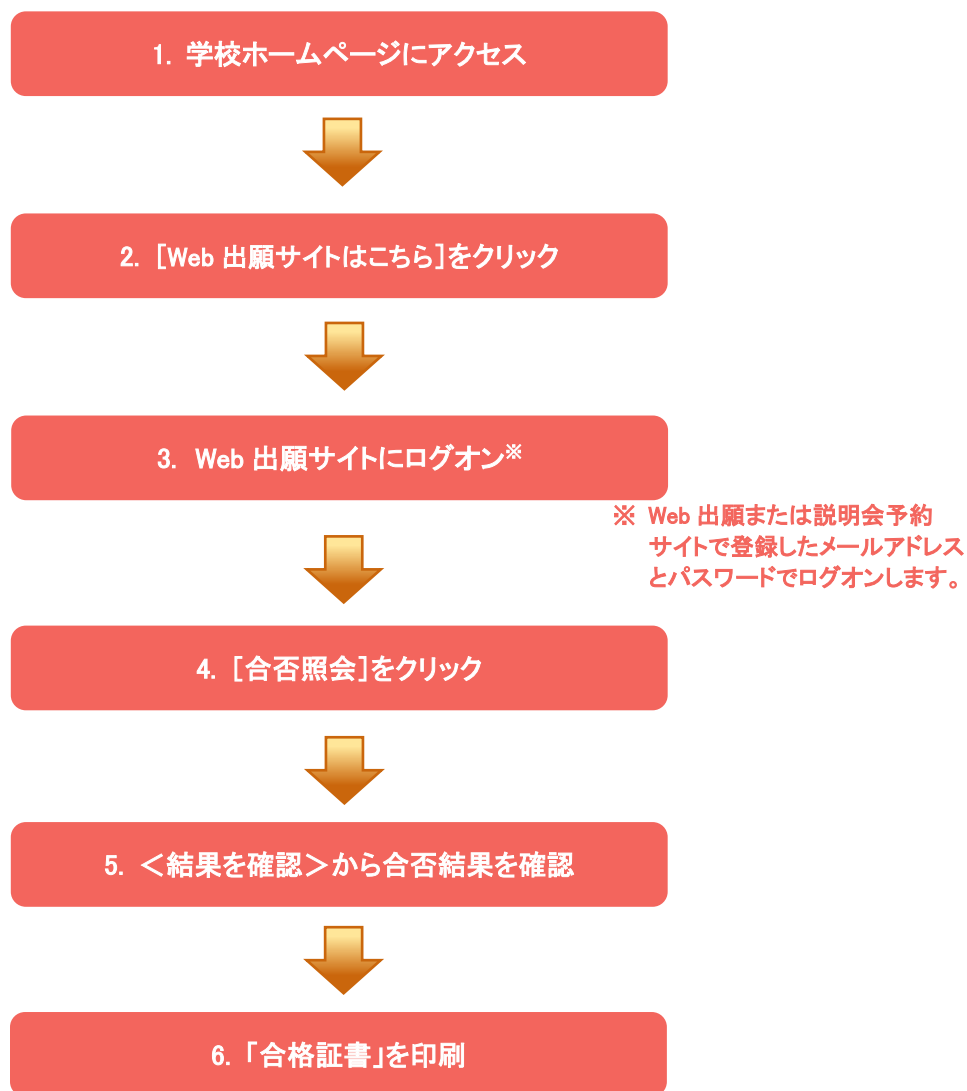 1. 学校ホームページにアクセス
2. [Web 出願サイトはこちら]をクリック
3. Web 出願サイトにログオン※
※ Web 出願または説明会予約
サイトで登録したメールアドレス
とパスワードでログオンします。
4. [合否照会]をクリック
5. <結果を確認>から合否結果を確認
6. 「合格証書」を印刷